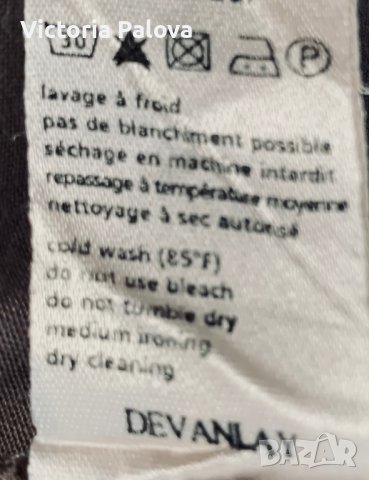 Victoria Palova
30
P
lavage à froid
pas de blanchiment possible
séchage en machine interdit
repassage à température moyenne
nettoyage à sec autorisé
cold wash (85°F)
do not use bleach
do not tumble dry
medium ironing
dry cleaning
DEVANLAY
BAZAR